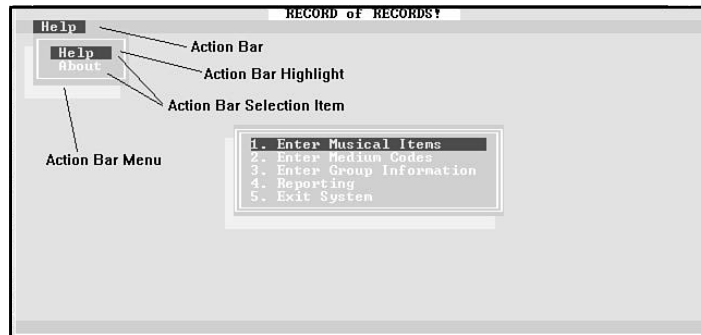 RECORD of RECORDS!
Help
Action Bar
Help
About
Action Bar Highlight
Action Bar Selection Item
Action Bar Menu
1. Enter Musical Items
2. Enter Medium Codes
3. Enter Group Information
4. Reporting
5. Exit System